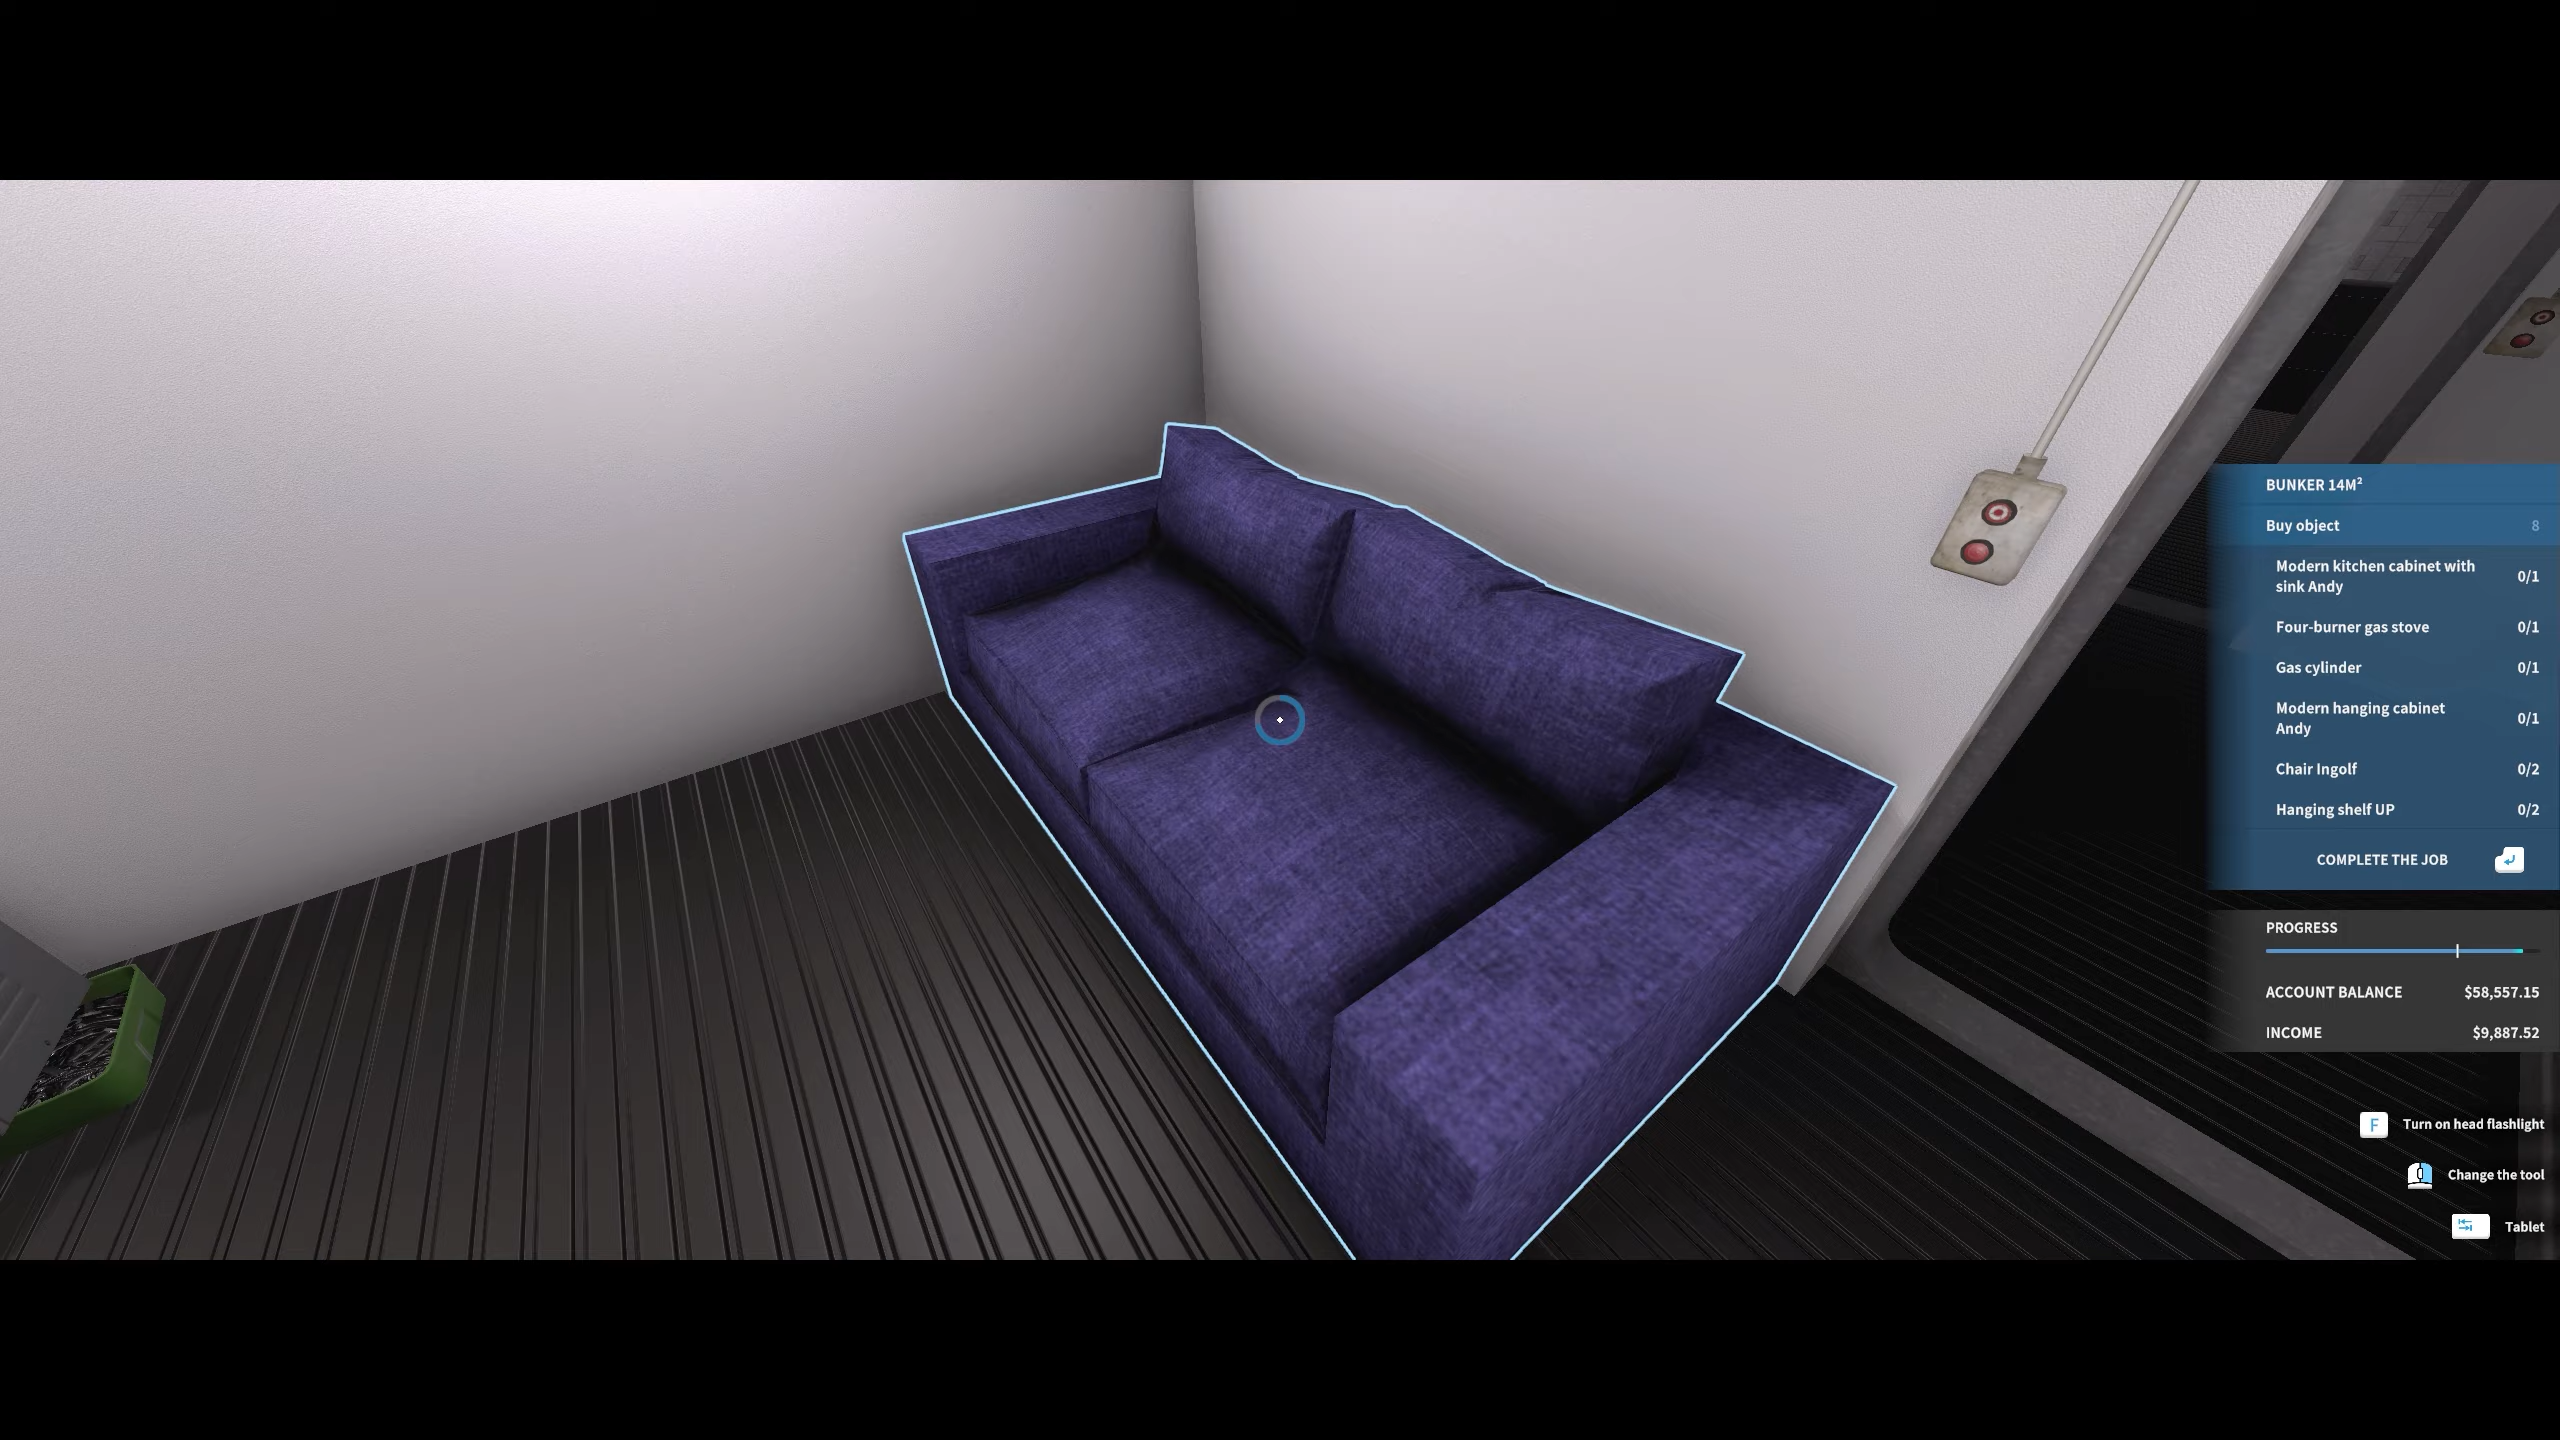 BUNKER 14M²
Buy object 8
Modern kitchen cabinet with
sink Andy 0/1
Four-burner gas stove 0/1
Gas cylinder 0/1
Modern hanging cabinet
Andy 0/1
Chair Ingolf 0/2
Hanging shelf UP 0/2
COMPLETE THE JOB
PROGRESS
ACCOUNT BALANCE $58,557.15
INCOME $9,887.52
F Turn on head flashlight
Change the tool
Tablet